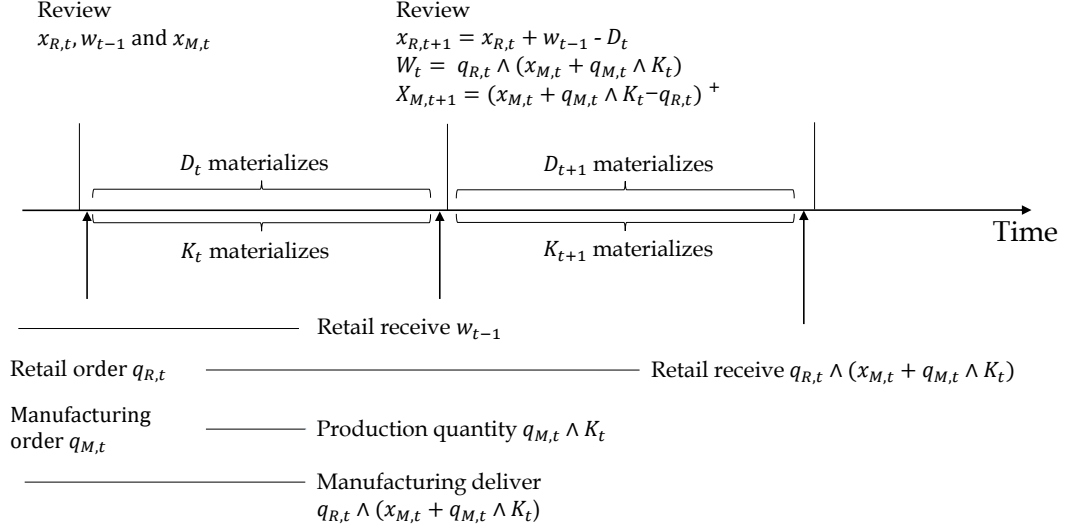 Review
x_{R,t}, w_{t−1} and x_{M,t}
Review
x_{R,t+1} = x_{R,t} + w_{t−1} - D_t
W_t = q_{R,t} ∧ (x_{M,t} + q_{M,t} ∧ K_t)
X_{M,t+1} = (x_{M,t} + q_{M,t} ∧ K_t−q_{R,t}) ^+
D_t materializes
D_{t+1} materializes
Time
K_t materializes
K_{t+1} materializes
Retail receive w_{t−1}
Retail order q_{R,t}
Retail receive q_{R,t} ∧ (x_{M,t} + q_{M,t} ∧ K_t)
Manufacturing
order q_{M,t}
Production quantity q_{M,t} ∧ K_t
Manufacturing deliver
q_{R,t} ∧ (x_{M,t} + q_{M,t} ∧ K_t)